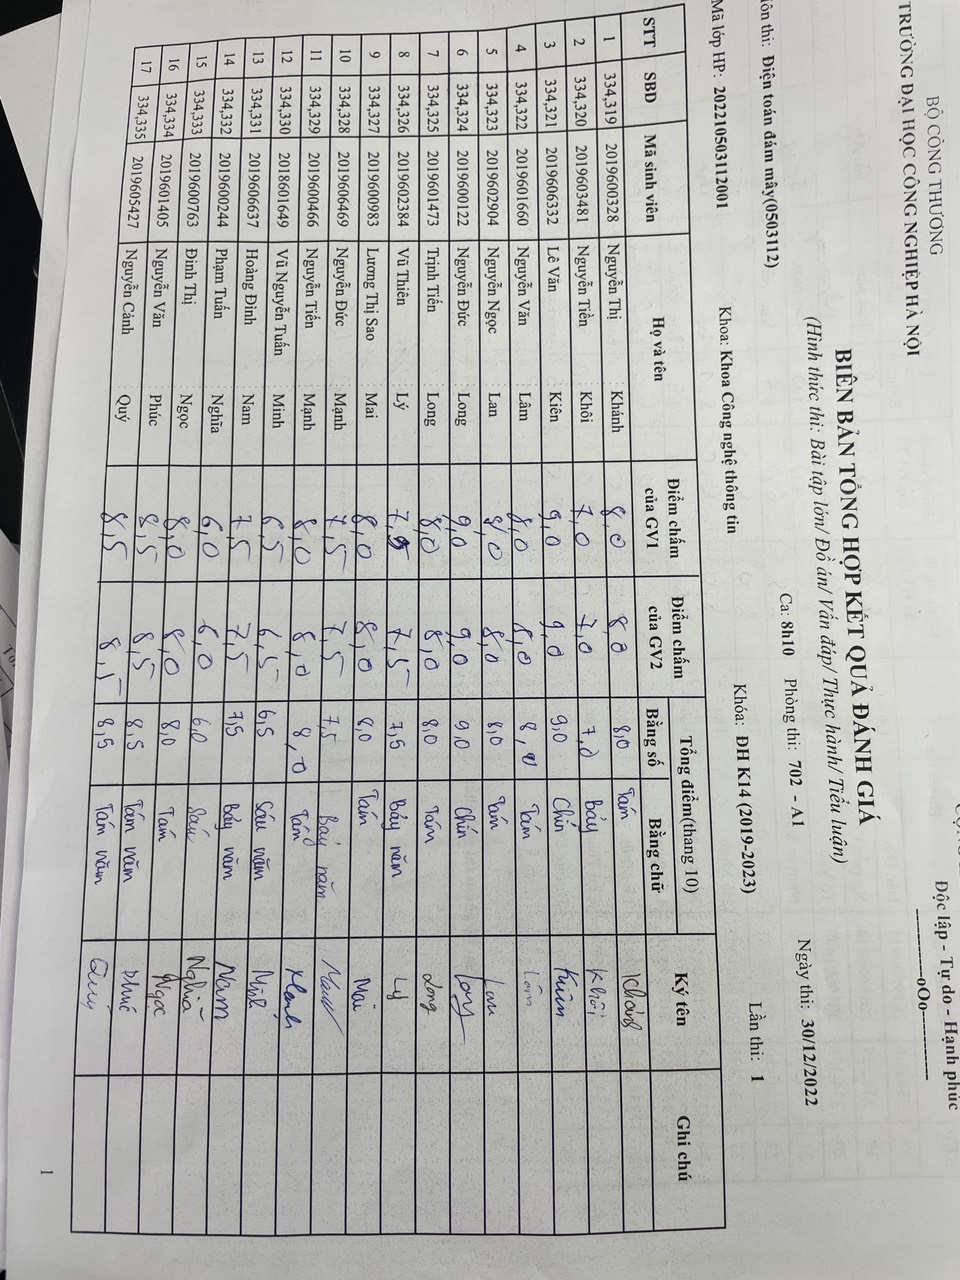 BỘ CÔNG THƯƠNG
TRƯỜNG ĐẠI HỌC CÔNG NGHIỆP HÀ NỘI
Độc lập - Tự do - Hạnh phúc
-----------oOo-----------
BIÊN BẢN TỔNG HỢP KẾT QUẢ ĐÁNH GIÁ
(Hình thức thi: Bài tập lớn/ Đồ án/ Vấn đáp/ Thực hành/ Tiểu luận)
Ca: 8h10 Phòng thi: 702 - A1 Ngày thi: 30/12/2022
thi: Điện toán đám mây(0503112)
Mã lớp HP: 202210503112001 Khoa: Khoa Công nghệ thông tin Khóa: ĐH K14 (2019-2023) Lần thi: 1
STT SBD Mã sinh viên Họ và tên Điểm chấm của GV1 Điểm chấm của GV2 Tổng điểm(thang 10) Ký tên Ghi chú
Bằng số Bằng chữ
1 334,319 2019600328 Nguyễn Thị Khánh 8,0 8,0 8,0 Tám Khánh
2 334,320 2019603481 Nguyễn Tiền Khôi 7,0 7,0 7,0 Bảy Khôi
3 334,321 2019606332 Lê Văn Kiên 9,0 9,0 9,0 Chín Kiên
4 334,322 2019601660 Nguyễn Văn Lâm 8,0 8,0 8,0 Tám Lâm
5 334,323 2019602904 Nguyễn Ngọc Lan 8,0 8,0 8,0 Tám Lan
6 334,324 2019600122 Nguyễn Đức Long 9,0 9,0 9,0 Chín Long
7 334,325 2019601473 Trịnh Tiến Long 8,0 8,0 8,0 Tám Long
8 334,326 2019602384 Vũ Thiên Lý 7,5 7,5 7,5 Bảy năm Lý
9 334,327 2019600983 Lương Thị Sao Mai 8,0 8,0 8,0 Tám Mai
10 334,328 2019606469 Nguyễn Đức Mạnh 7,5 7,5 7,5 Bảy năm
11 334,329 2019600466 Nguyễn Tiến Mạnh 8,0 8,0 8,0 Tám Mạnh
12 334,330 2018601649 Vũ Nguyễn Tuấn Minh 6,5 6,5 6,5 Sáu năm
13 334,331 2019606637 Hoàng Đình Nam 7,5 7,5 7,5 Bảy năm Nam
14 334,332 2019600244 Phạm Tuấn Nghĩa 6,0 6,0 6,0 Sáu Nghĩa
15 334,333 2019600763 Đinh Thị Ngọc 8,0 8,0 8,0 Tám Ngọc
16 334,334 2019601405 Nguyễn Văn Phúc 8,5 8,5 8,5 Tám năm Phúc
17 334,335 2019605427 Nguyễn Cảnh Quý 8,5 8,5 8,5 Tám năm Quý
1